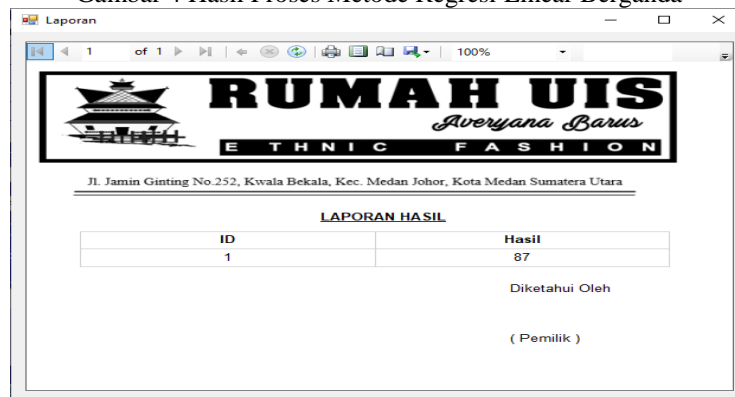 Gambar 4 Hasil Proses Metode Regresi Linear Berganda
Laporan
1 of 1 100%
RUMAH UIS
Averyana Barus
ETHNIC FASHION
Jl. Jamin Ginting No.252, Kwala Bekala, Kec. Medan Johor, Kota Medan Sumatera Utara
LAPORAN HASIL
ID Hasil
1 87
Diketahui Oleh
( Pemilik )